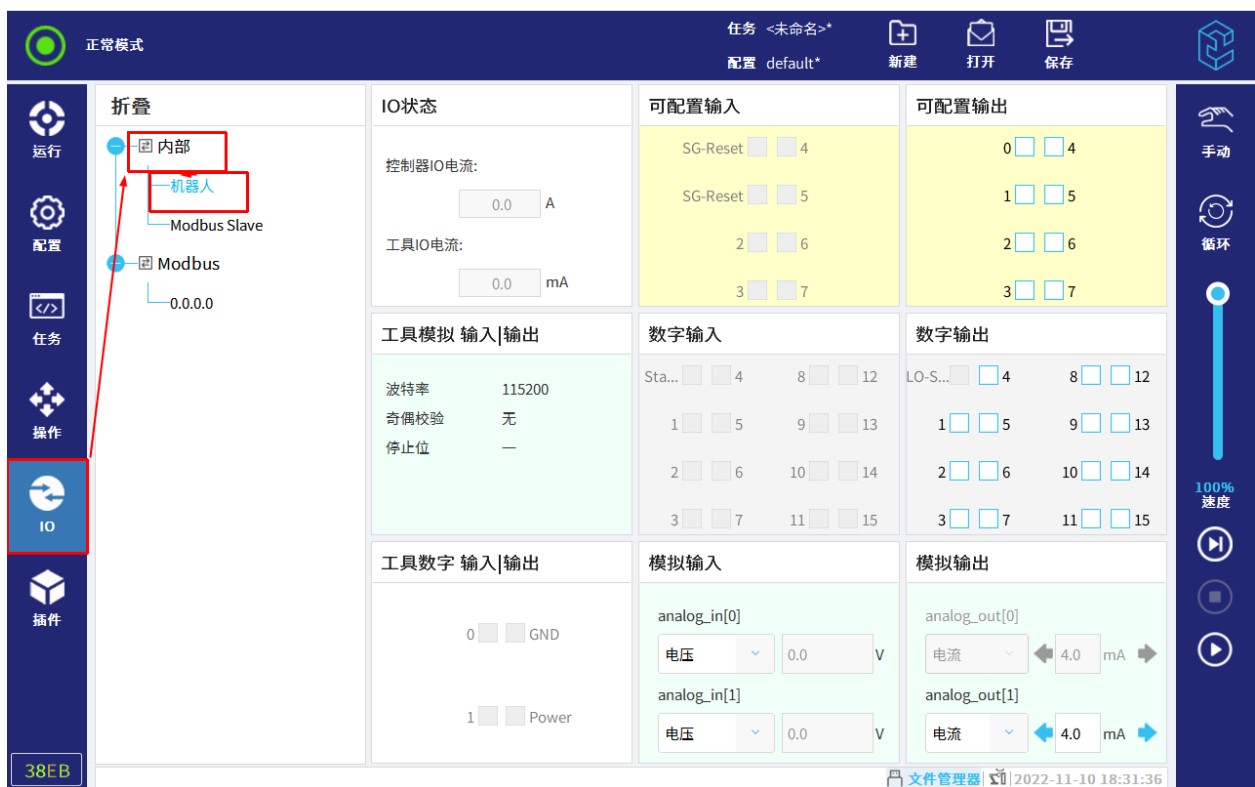 正常模式
任务 <未命名>*
配置 default*
新建
打开
保存
运行
配置
任务
操作
IO
插件
38EB
折叠
内部
机器人
Modbus Slave
Modbus
0.0.0.0
IO状态
控制器IO电流:
0.0 A
工具IO电流:
0.0 mA
可配置输入
SG-Reset 4
SG-Reset 5
2 6
3 7
可配置输出
0 4
1 5
2 6
3 7
工具模拟 输入|输出
波特率 115200
奇偶校验 无
停止位 —
数字输入
Sta... 4 8 12
1 5 9 13
2 6 10 14
3 7 11 15
数字输出
LO-S... 4 8 12
1 5 9 13
2 6 10 14
3 7 11 15
工具数字 输入|输出
0 GND
1 Power
模拟输入
analog_in[0]
电压 0.0 V
analog_in[1]
电压 0.0 V
模拟输出
analog_out[0]
电流 4.0 mA
analog_out[1]
电流 4.0 mA
手动
循环
100%
速度
文件管理器 2022-11-10 18:31:36